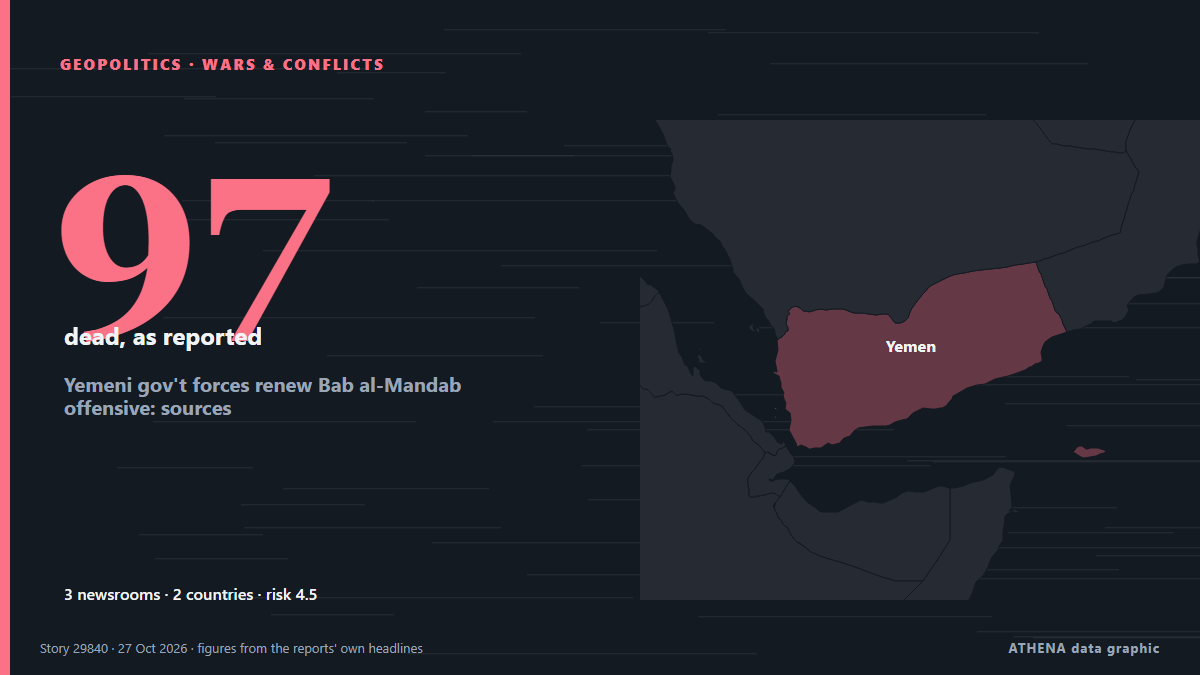 GEOPOLITICS · WARS & CONFLICTS
97
dead, as reported
Yemeni gov't forces renew Bab al-Mandab
offensive: sources
Yemen
3 newsrooms · 2 countries · risk 4.5
Story 29840 · 27 Oct 2026 · figures from the reports' own headlines
ATHENA data graphic